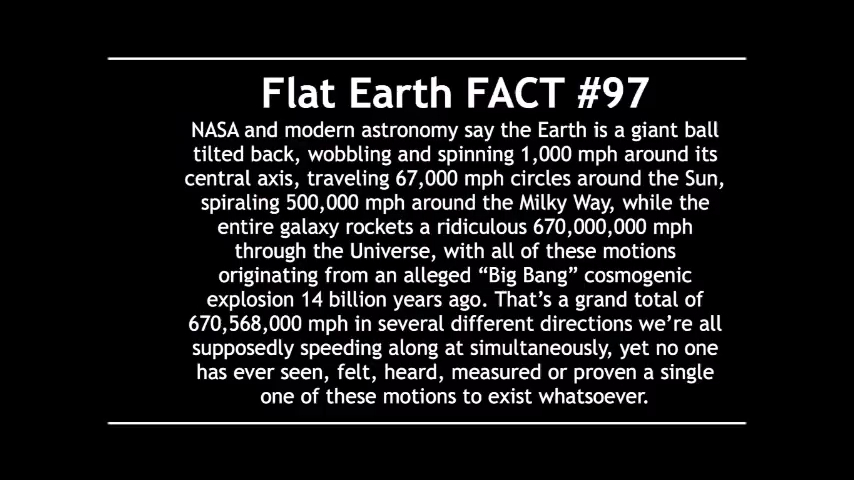 Flat Earth FACT #97
NASA and modern astronomy say the Earth is a giant ball
tilted back, wobbling and spinning 1,000 mph around its
central axis, traveling 67,000 mph circles around the Sun,
spiraling 500,000 mph around the Milky Way, while the
entire galaxy rockets a ridiculous 670,000,000 mph
through the Universe, with all of these motions
originating from an alleged “Big Bang” cosmogenic
explosion 14 billion years ago. That’s a grand total of
670,568,000 mph in several different directions we’re all
supposedly speeding along at simultaneously, yet no one
has ever seen, felt, heard, measured or proven a single
one of these motions to exist whatsoever.